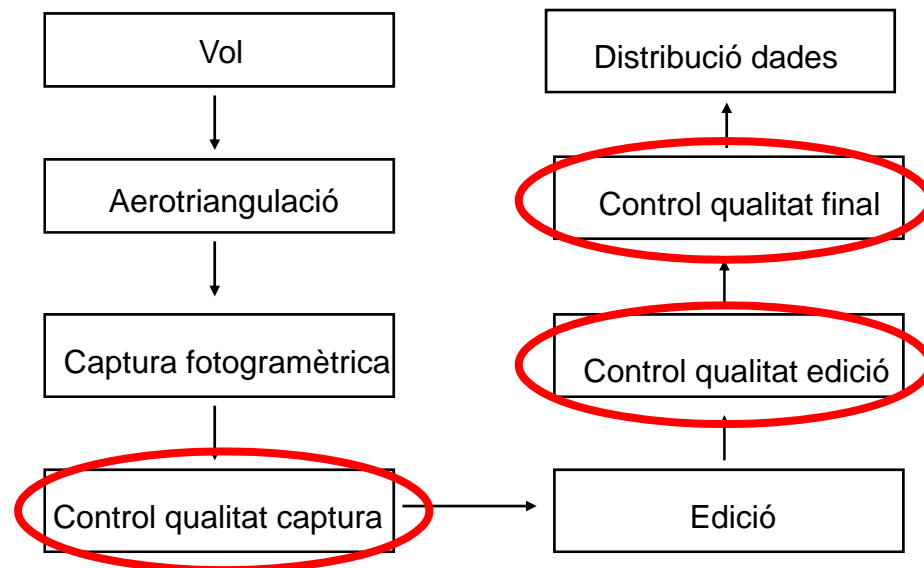 Vol
Aerotriangulació
Captura fotogramètrica
Control qualitat captura
Edició
Control qualitat edició
Control qualitat final
Distribució dades